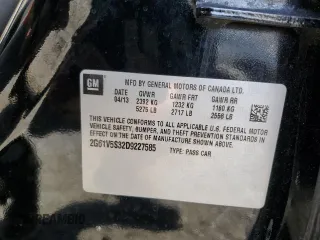 GM
MFD BY GENERAL MOTORS OF CANADA LTD.
DATE GVWR GAWR FRT GAWR RR
04/13 2392 KG 1232 KG 1160 KG
5275 LB 2717 LB 2556 LB
THIS VEHICLE CONFORMS TO ALL APPLICABLE U.S. FEDERAL MOTOR VEHICLE
SAFETY, BUMPER, AND THEFT PREVENTION STANDARDS IN
EFFECT ON THE DATE OF MANUFACTURE SHOWN ABOVE.
2G61V5S32D9227585 TYPE: PASS CAR